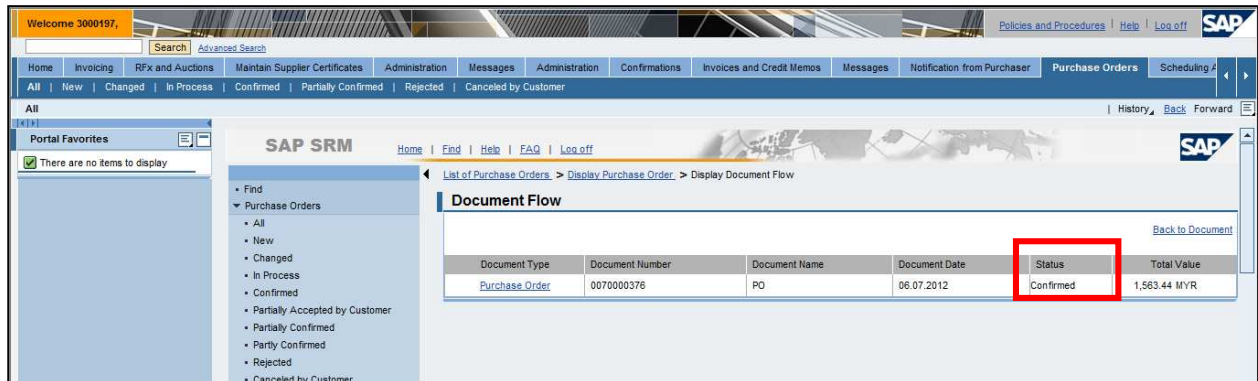 Welcome 3000197,
Policies and Procedures | Help | Log off
SAP
Search Advanced Search
Home Invoicing RFx and Auctions Maintain Supplier Certificates Administration Messages Administration Confirmations Invoices and Credit Memos Messages Notification from Purchaser Purchase Orders Scheduling A
All | New | Changed | In Process | Confirmed | Partially Confirmed | Rejected | Canceled by Customer
All
| History Back Forward
Portal Favorites
There are no items to display
SAP SRM
Home | Find | Help | FAQ | Log off
SAP
• Find
Purchase Orders
• All
• New
• Changed
• In Process
• Confirmed
• Partially Accepted by Customer
• Partially Confirmed
• Partly Confirmed
• Rejected
• Canceled by Customer
List of Purchase Orders > Display Purchase Order > Display Document Flow
Document Flow
Back to Document
Document Type Document Number Document Name Document Date Status Total Value
Purchase Order 0070000376 PO 06.07.2012 Confirmed 1,563.44 MYR